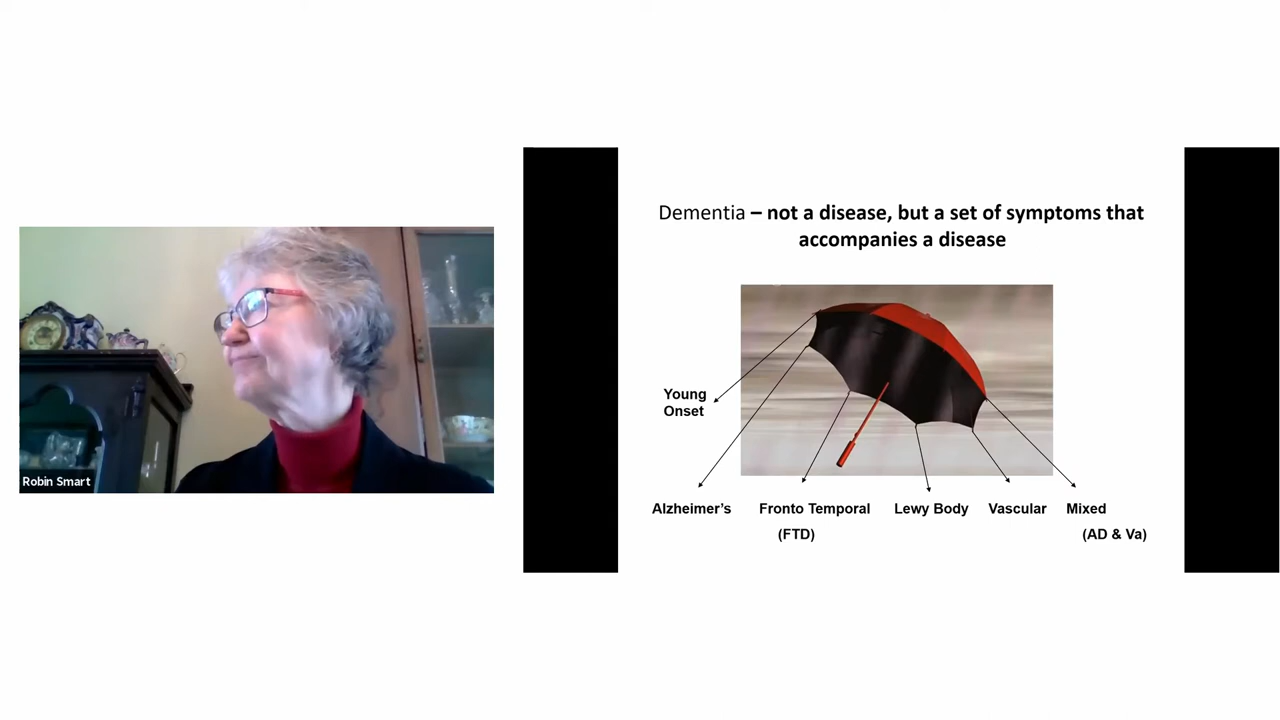 Dementia – not a disease, but a set of symptoms that
accompanies a disease
Young
Onset
Alzheimer’s
Fronto Temporal
(FTD)
Lewy Body
Vascular
Mixed
(AD & Va)
Robin Smart